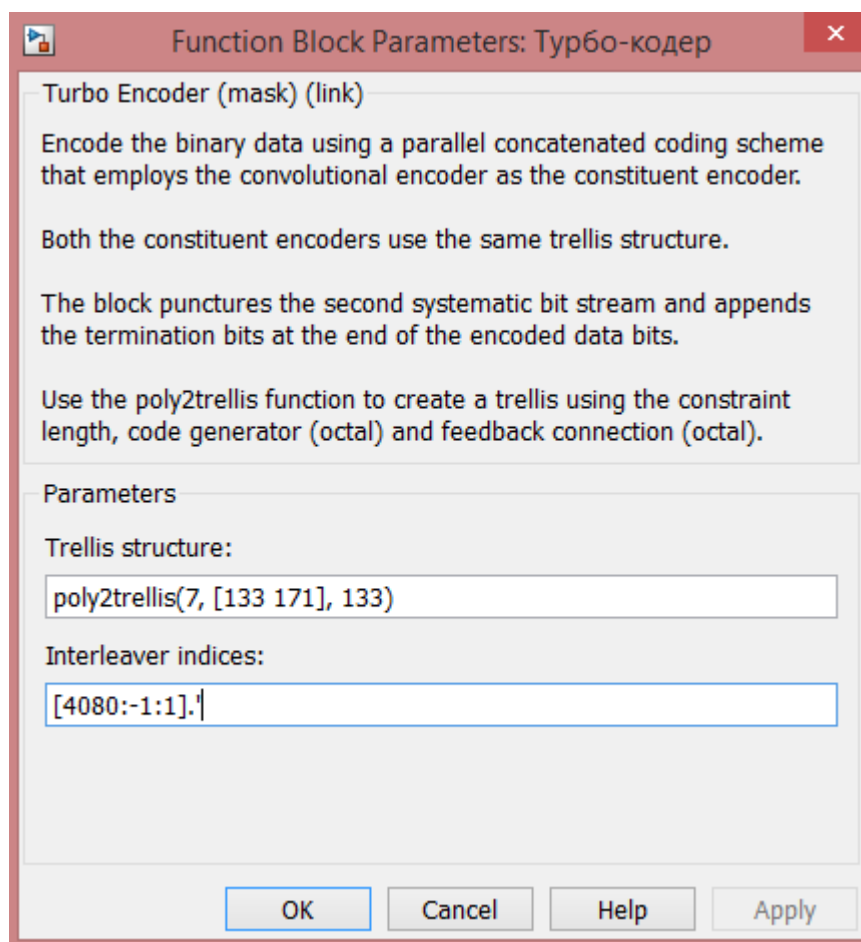 Function Block Parameters: Турбо-кодер
Turbo Encoder (mask) (link)
Encode the binary data using a parallel concatenated coding scheme
that employs the convolutional encoder as the constituent encoder.
Both the constituent encoders use the same trellis structure.
The block punctures the second systematic bit stream and appends
the termination bits at the end of the encoded data bits.
Use the poly2trellis function to create a trellis using the constraint
length, code generator (octal) and feedback connection (octal).
Parameters
Trellis structure:
poly2trellis(7, [133 171], 133)
Interleaver indices:
[4080:-1:1].'
OK Cancel Help Apply